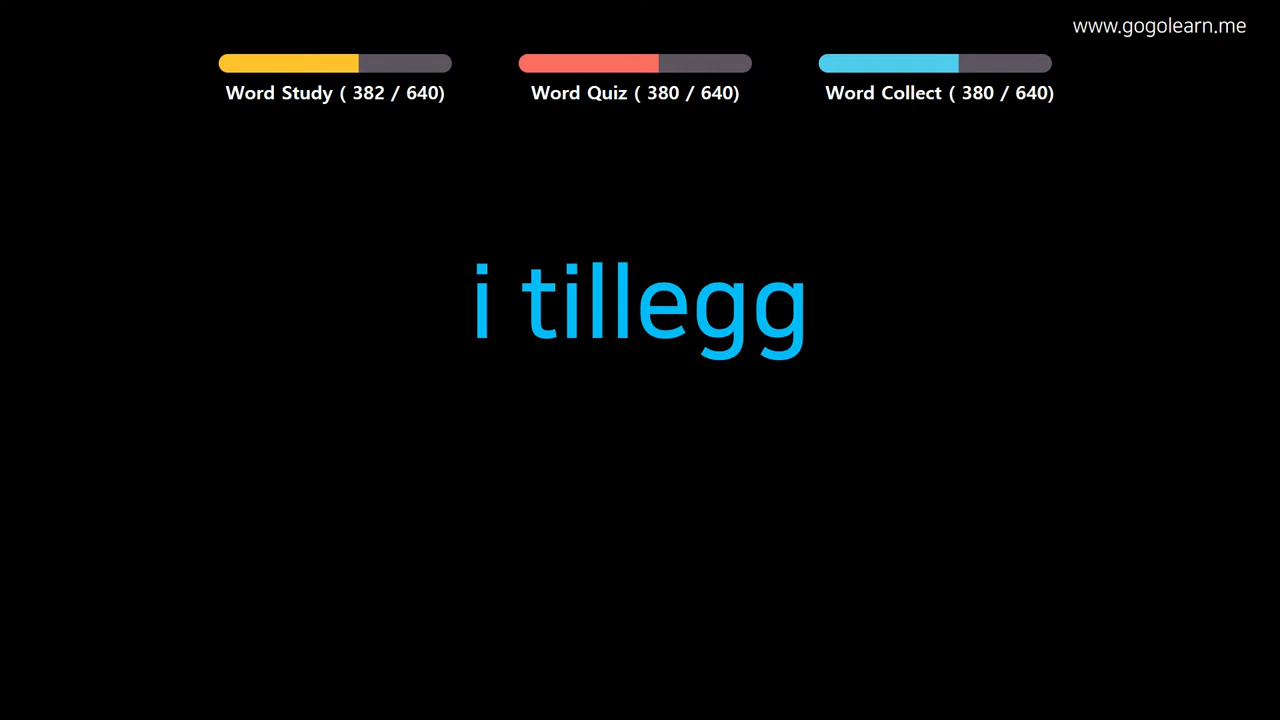 www.gogolearn.me
Word Study ( 382 / 640)
Word Quiz ( 380 / 640)
Word Collect ( 380 / 640)
i tillegg